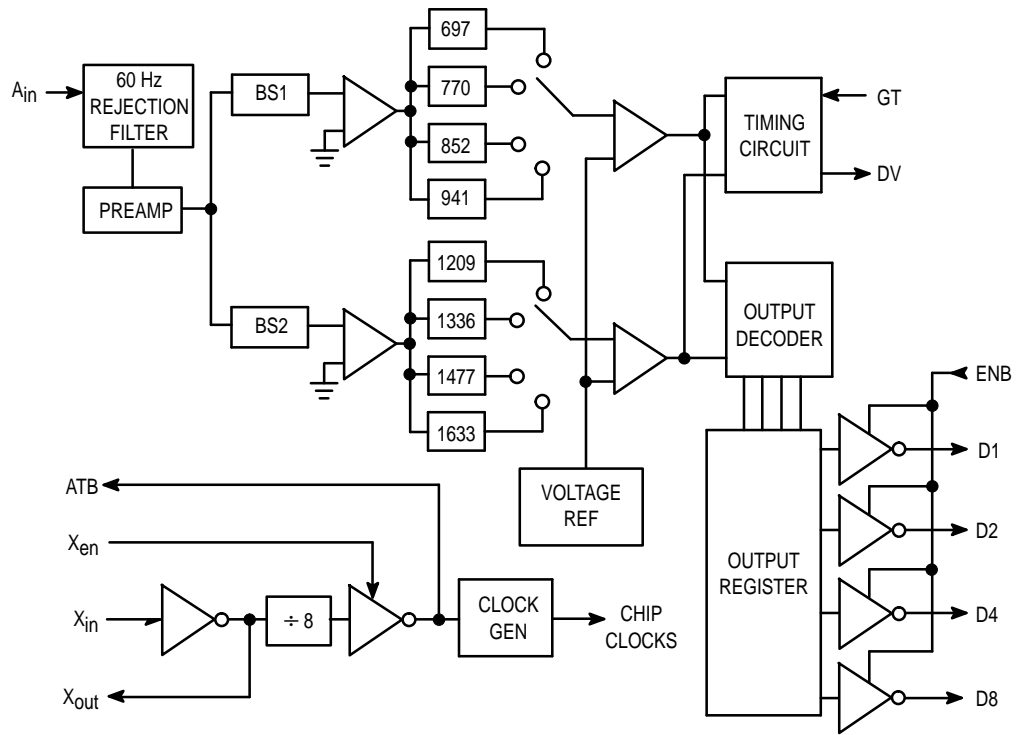 Ain
60 Hz
REJECTION
FILTER
PREAMP
BS1
BS2
697
770
852
941
1209
1336
1477
1633
TIMING
CIRCUIT
GT
DV
OUTPUT
DECODER
ENB
VOLTAGE
REF
OUTPUT
REGISTER
D1
D2
D4
D8
ATB
Xen
Xin
÷ 8
CLOCK
GEN
CHIP
CLOCKS
Xout